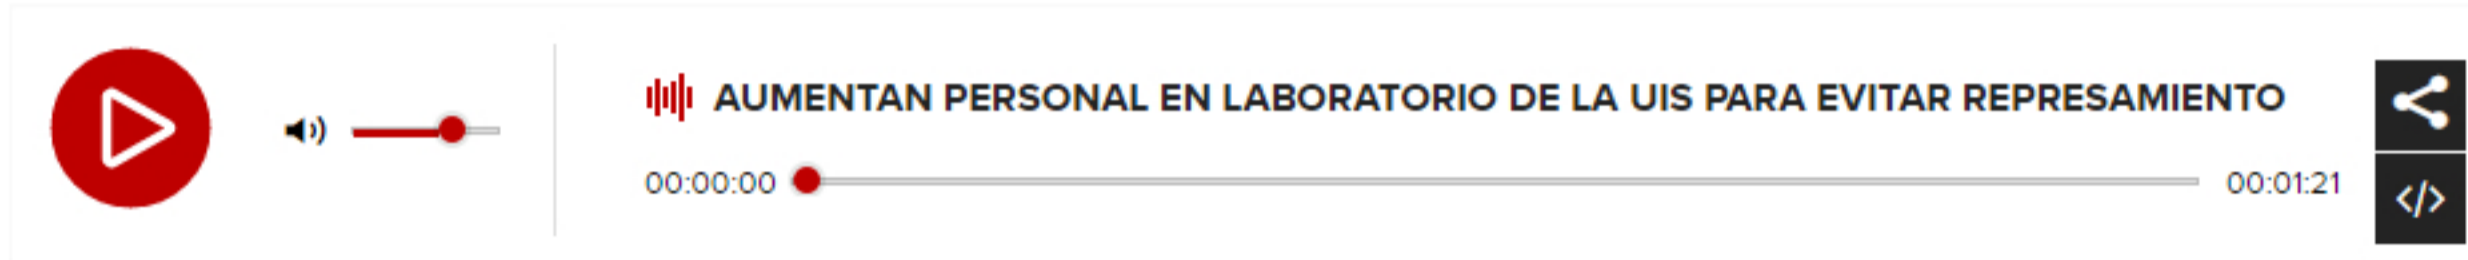 AUMENTAN PERSONAL EN LABORATORIO DE LA UIS PARA EVITAR REPRESAMIENTO
00:00:00 00:01:21